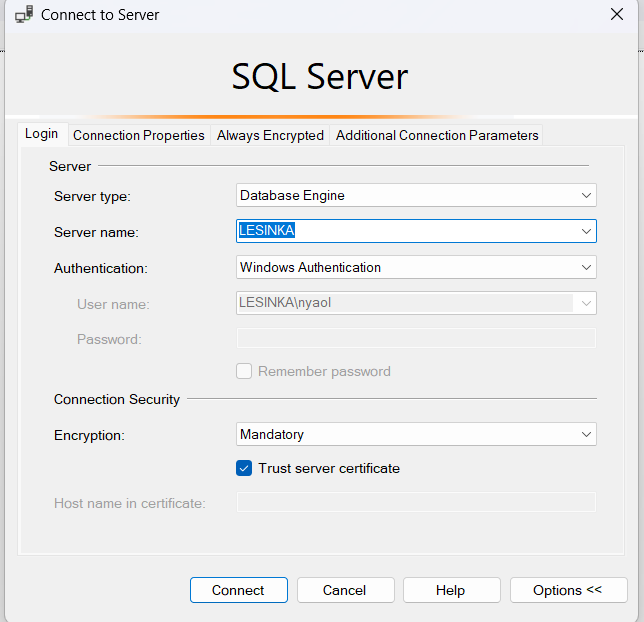 Connect to Server
SQL Server
Login Connection Properties Always Encrypted Additional Connection Parameters
Server
Server type: Database Engine
Server name: LESINKA
Authentication: Windows Authentication
User name: LESINKA\nyaol
Password:
Remember password
Connection Security
Encryption: Mandatory
Trust server certificate
Host name in certificate:
Connect Cancel Help Options <<